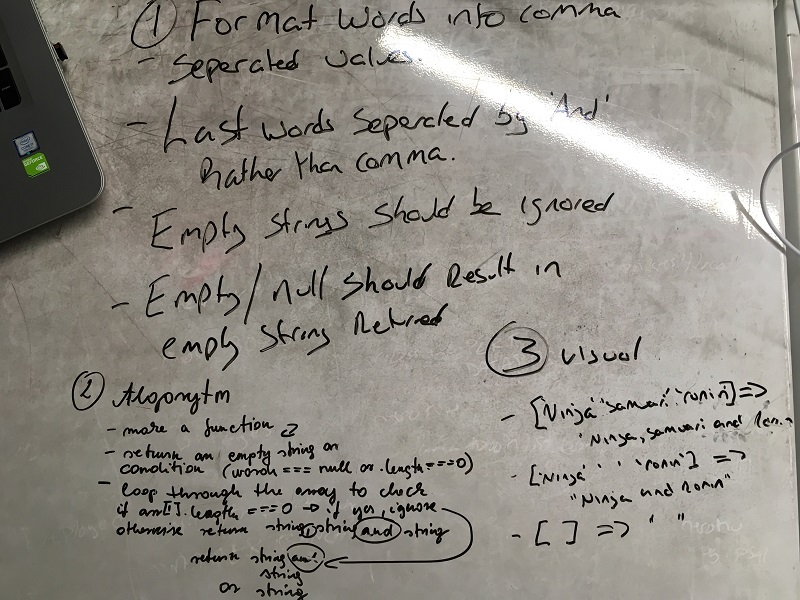 ① Format words into comma
- seperated values.
- Last words seperated by 'And'
Rather than comma.
- Empty strings should be ignored
- Empty/null should Result in
empty string Returned
② Algorytm
- make a function
- return an empty string on
condition (words === null or .length === 0)
- loop through the array to check
if arr[i].length === 0 → if yes, ignore
otherwise return string, string and string
return string and
string
or string
③ visual
- [Ninja' 'samurai' 'ronin'] =>
'Ninja, samurai and Ronin
- ['Ninja' ' ' 'ronin'] =>
"Ninja and Ronin"
- [ ] => " "
intel
GEFORCE